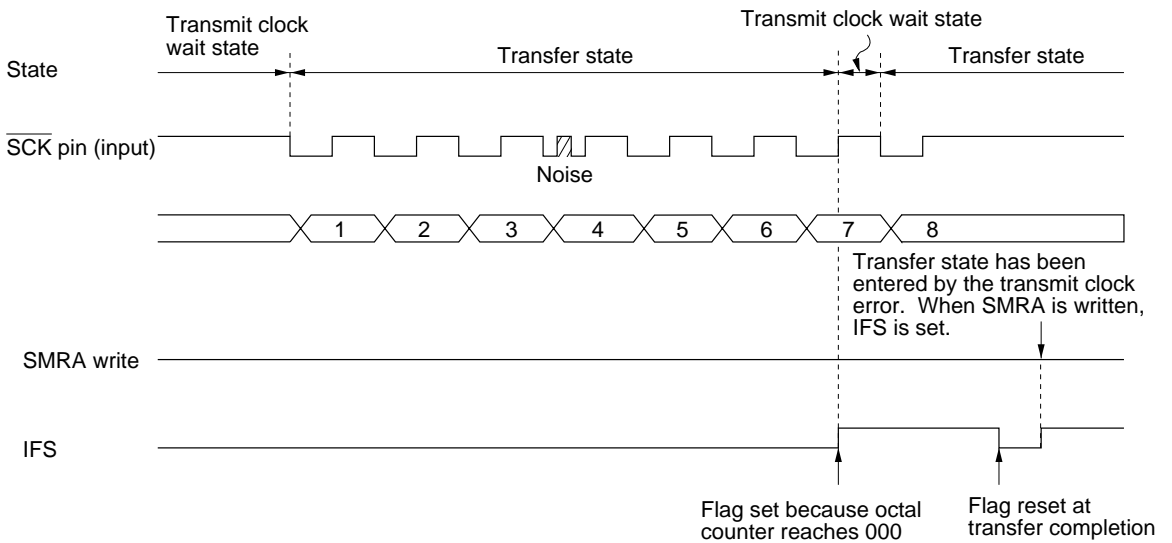 Transmit clock
wait state
Transmit clock wait state
State
Transfer state
Transfer state
SCK pin (input)
Noise
1 2 3 4 5 6 7 8
Transfer state has been
entered by the transmit clock
error. When SMRA is written,
IFS is set.
SMRA write
IFS
Flag set because octal
counter reaches 000
Flag reset at
transfer completion